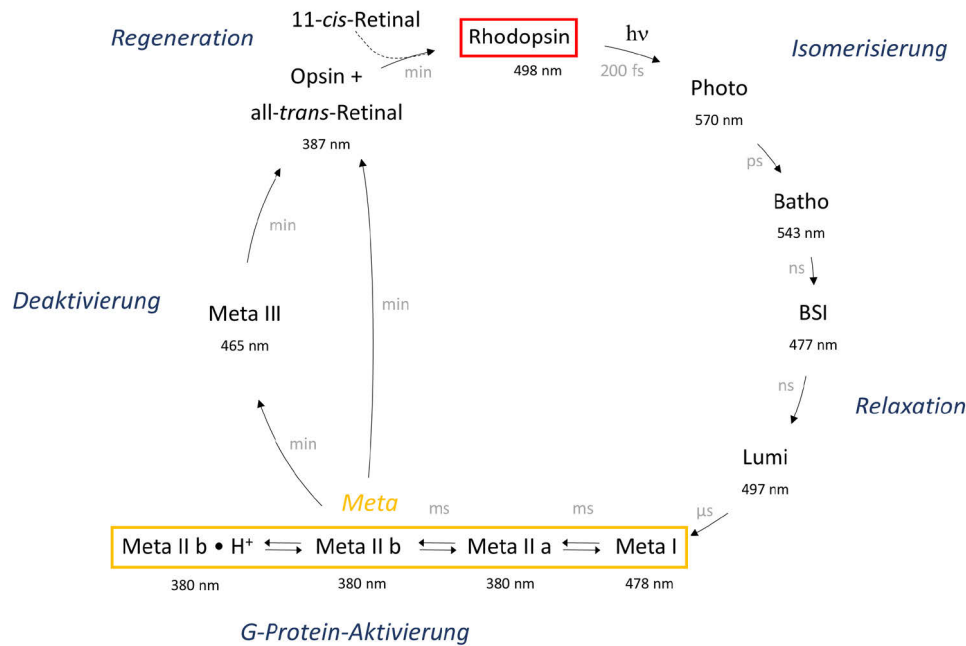 11-cis-Retinal
Regeneration
Rhodopsin
hν
Isomerisierung
min
498 nm
200 fs
Opsin +
all-trans-Retinal
387 nm
Photo
570 nm
ps
Batho
543 nm
ns
BSI
477 nm
ns
Relaxation
Lumi
497 nm
µs
min
Deaktivierung
Meta III
465 nm
min
min
Meta
ms
ms
Meta II b • H⁺
Meta II b
Meta II a
Meta I
380 nm
380 nm
380 nm
478 nm
G-Protein-Aktivierung